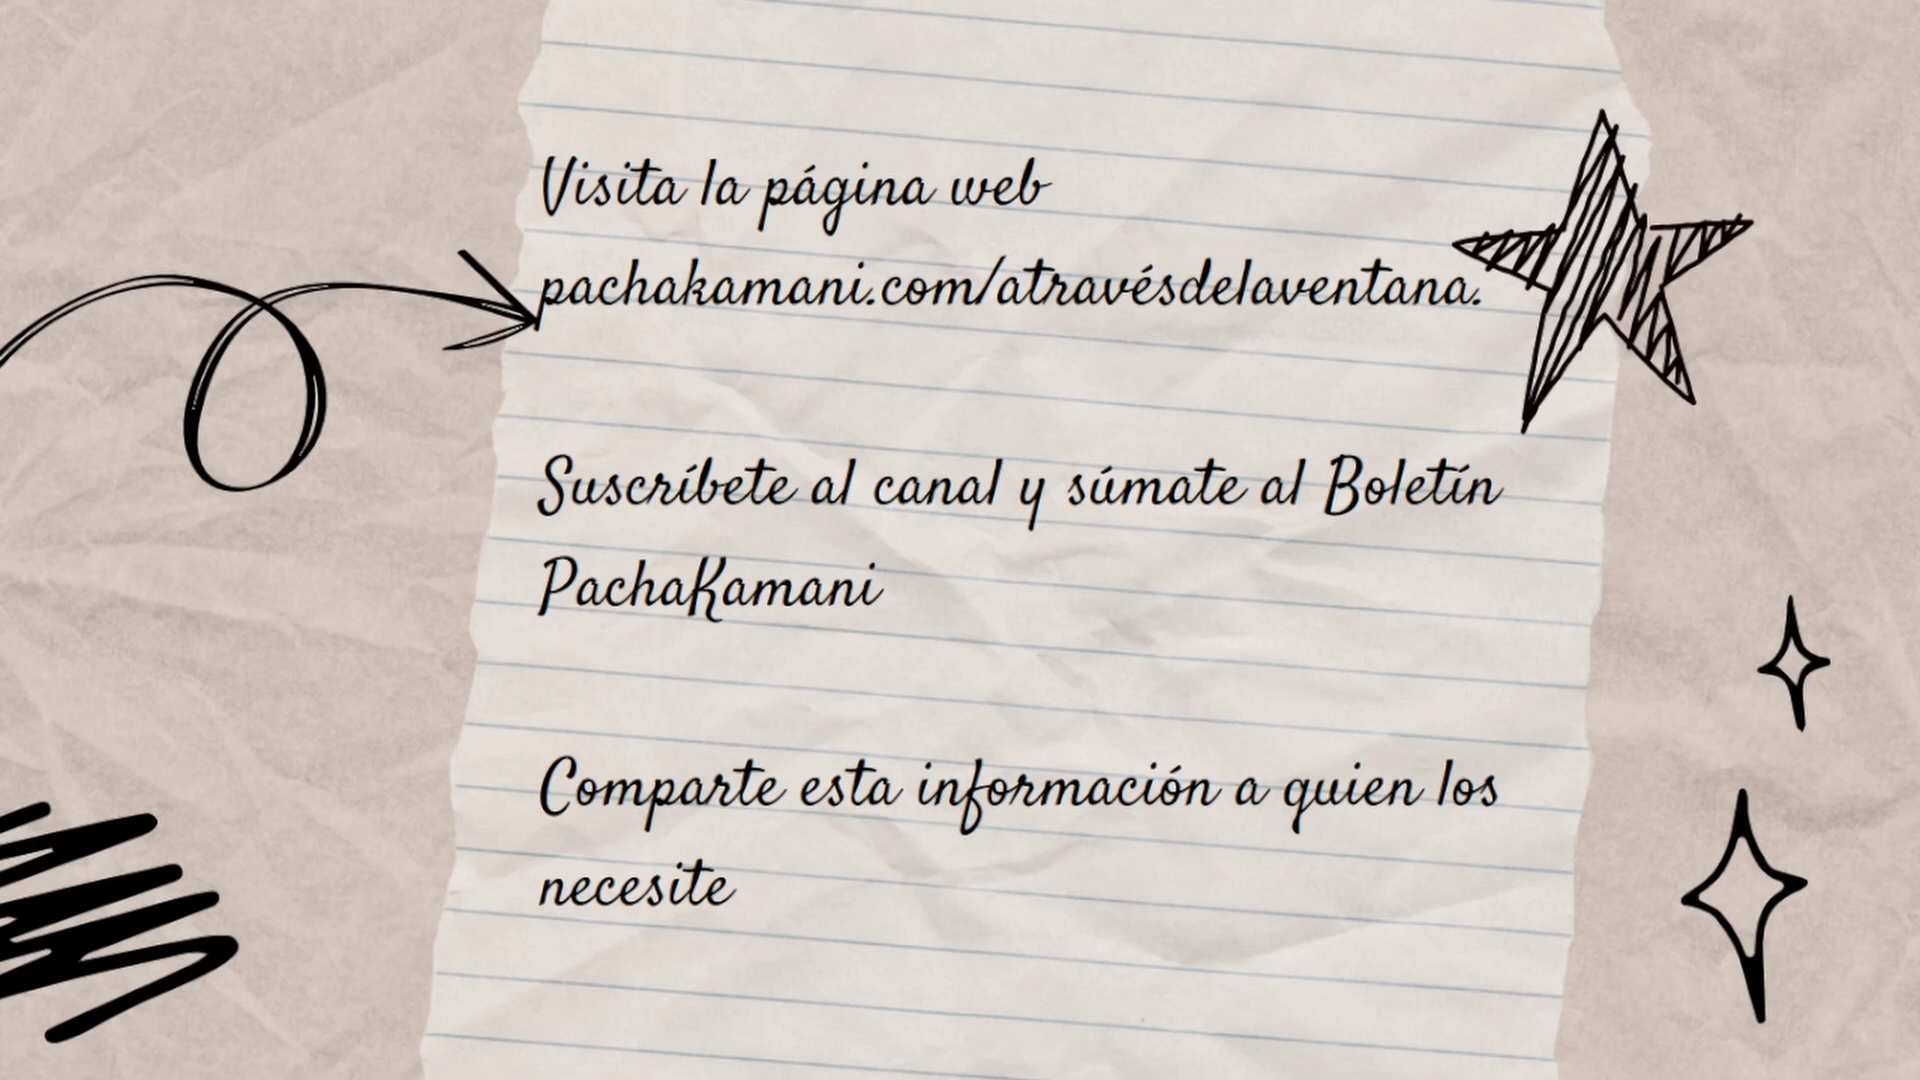 Visita la página web
pachakamani.com/atravésdelaventana.
Suscríbete al canal y súmate al Boletín
PachaKamani
Comparte esta información a quien los
necesite